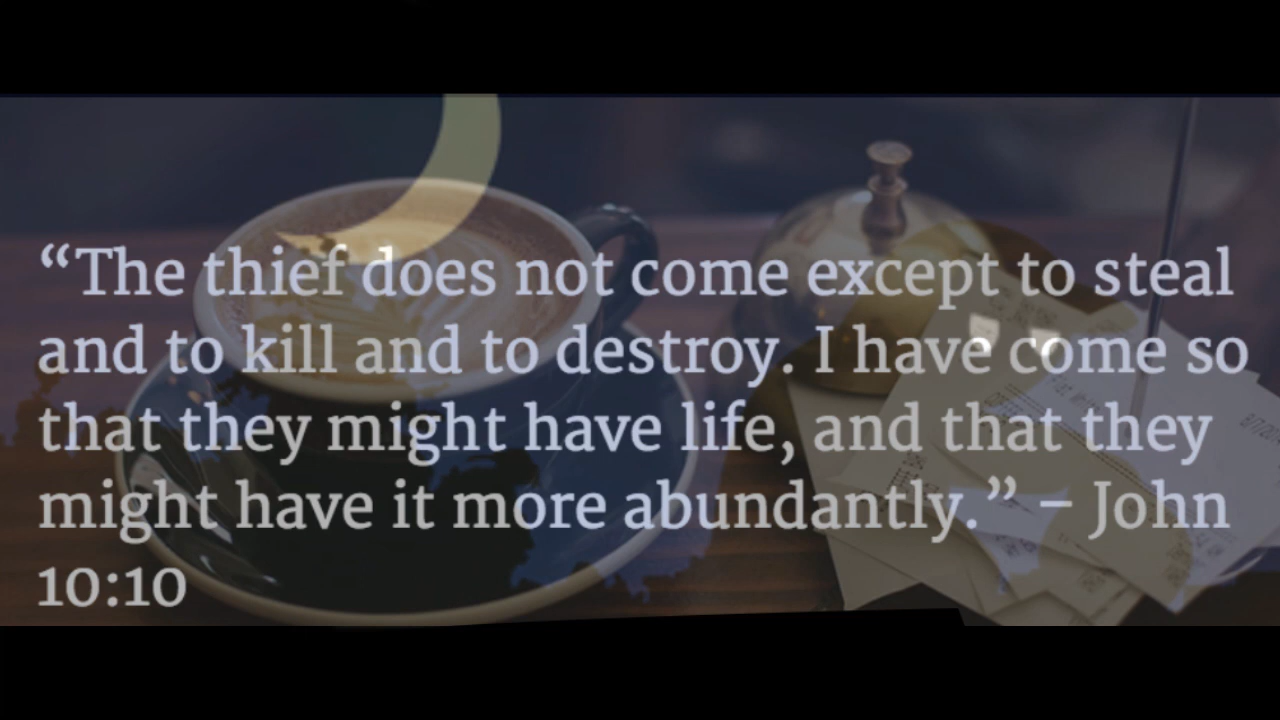 “The thief does not come except to steal
and to kill and to destroy. I have come so
that they might have life, and that they
might have it more abundantly.” – John
10:10